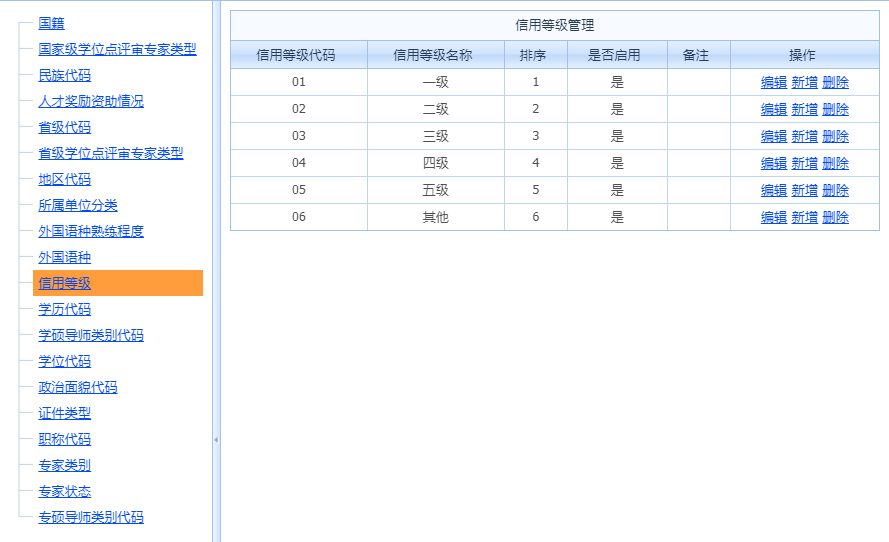 国籍
国家级学位点评审专家类型
民族代码
人才奖励资助情况
省级代码
省级学位点评审专家类型
地区代码
所属单位分类
外国语种熟练程度
外国语种
信用等级
学历代码
学硕导师类别代码
学位代码
政治面貌代码
证件类型
职称代码
专家类别
专家状态
专硕导师类别代码
信用等级管理
信用等级代码 信用等级名称 排序 是否启用 备注 操作
01 一级 1 是 编辑 新增 删除
02 二级 2 是 编辑 新增 删除
03 三级 3 是 编辑 新增 删除
04 四级 4 是 编辑 新增 删除
05 五级 5 是 编辑 新增 删除
06 其他 6 是 编辑 新增 删除